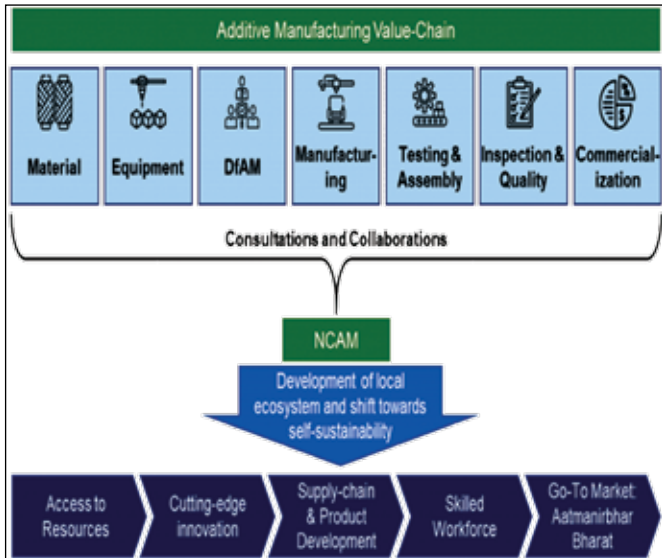 Additive Manufacturing Value-Chain
Material
Equipment
DfAM
Manufactur-
ing
Testing &
Assembly
Inspection &
Quality
Commercial-
ization
Consultations and Collaborations
NCAM
Development of local
ecosystem and shift towards
self-sustainability
Access to
Resources
Cutting-edge
innovation
Supply-chain
& Product
Development
Skilled
Workforce
Go-To Market:
Aatmanirbhar
Bharat